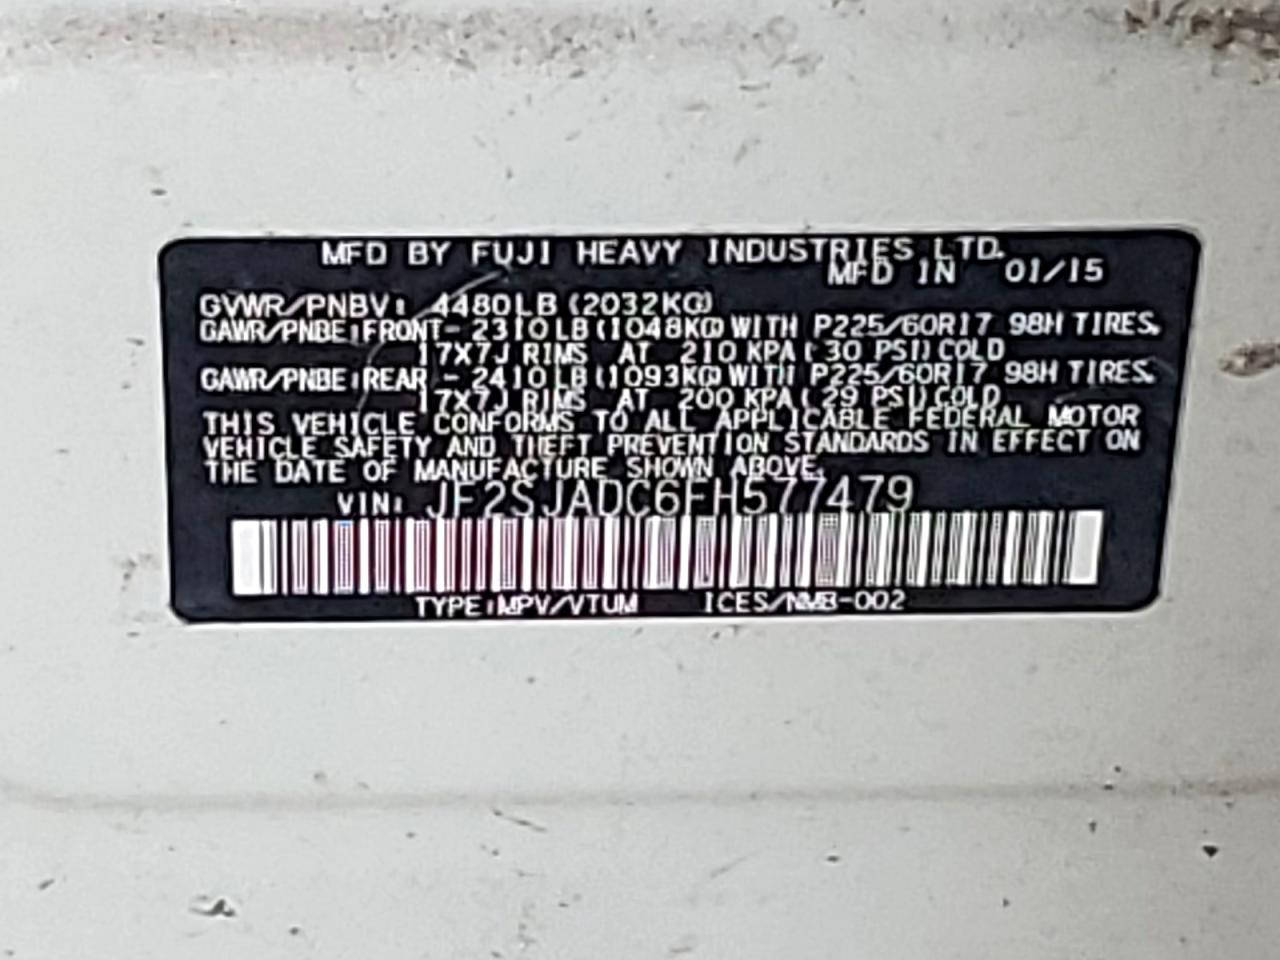 MFD BY FUJI HEAVY INDUSTRIES LTD.
MFD IN 01/15
GVWR/PNBV: 4480LB (2032KG)
GAWR/PNBE:FRONT- 2310LB(1048KG)WITH P225/60R17 98H TIRES.
17X7J RIMS AT 210 KPA( 30 PSI)COLD
GAWR/PNBE:REAR - 2410LB(1093KG)WITH P225/60R17 98H TIRES.
17X7J RIMS AT 200 KPA( 29 PSI)COLD
THIS VEHICLE CONFORMS TO ALL APPLICABLE FEDERAL MOTOR
VEHICLE SAFETY AND THEFT PREVENTION STANDARDS IN EFFECT ON
THE DATE OF MANUFACTURE SHOWN ABOVE.
VIN: JF2SJADC6FH577479
TYPE:MPV/VTUM ICES/NMB-002